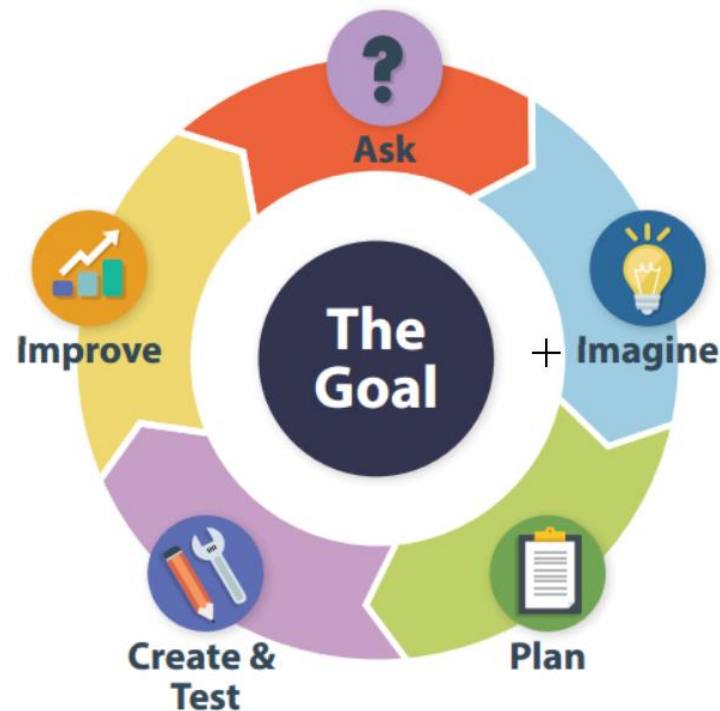 ?
Ask
Imagine
Plan
Create &
Test
Improve
The
Goal
+